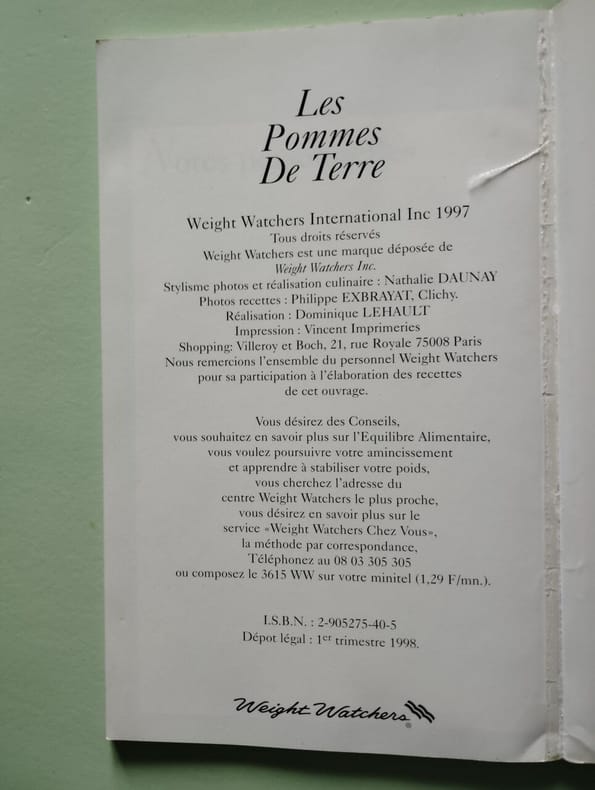 Les
Pommes
De Terre
Weight Watchers International Inc 1997
Tous droits réservés
Weight Watchers est une marque déposée de
Weight Watchers Inc.
Stylisme photos et réalisation culinaire : Nathalie DAUNAY
Photos recettes : Philippe EXBRAYAT, Clichy.
Réalisation : Dominique LEHAULT
Impression : Vincent Imprimeries
Shopping: Villeroy et Boch, 21, rue Royale 75008 Paris
Nous remercions l'ensemble du personnel Weight Watchers
pour sa participation à l'élaboration des recettes
de cet ouvrage.
Vous désirez des Conseils,
vous souhaitez en savoir plus sur l'Equilibre Alimentaire,
vous voulez poursuivre votre amincissement
et apprendre à stabiliser votre poids,
vous cherchez l'adresse du
centre Weight Watchers le plus proche,
vous désirez en savoir plus sur le
service «Weight Watchers Chez Vous»,
la méthode par correspondance,
Téléphonez au 08 03 305 305
ou composez le 3615 WW sur votre minitel (1,29 F/mn.).
I.S.B.N. : 2-905275-40-5
Dépot légal : 1er trimestre 1998.
Weight Watchers®